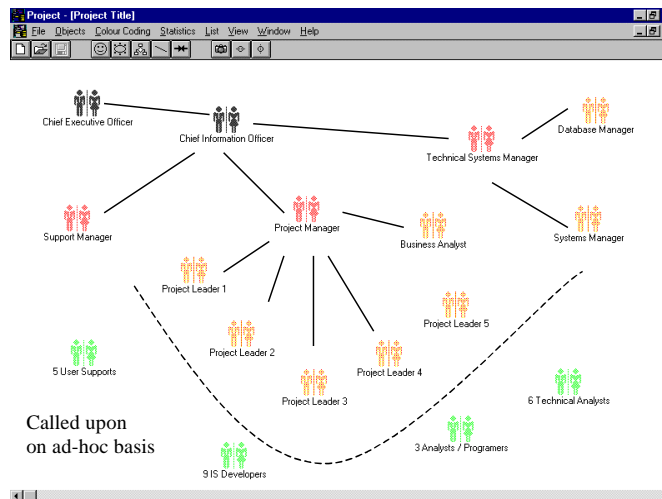 Project - [Project Title]
File Objects Colour Coding Statistics List View Window Help
Chief Executive Officer
Chief Information Officer
Database Manager
Technical Systems Manager
Support Manager
Project Manager
Business Analyst
Systems Manager
Project Leader 1
Project Leader 2
Project Leader 3
Project Leader 4
Project Leader 5
5 User Supports
6 Technical Analysts
3 Analysts / Programers
9 IS Developers
Called upon
on ad-hoc basis